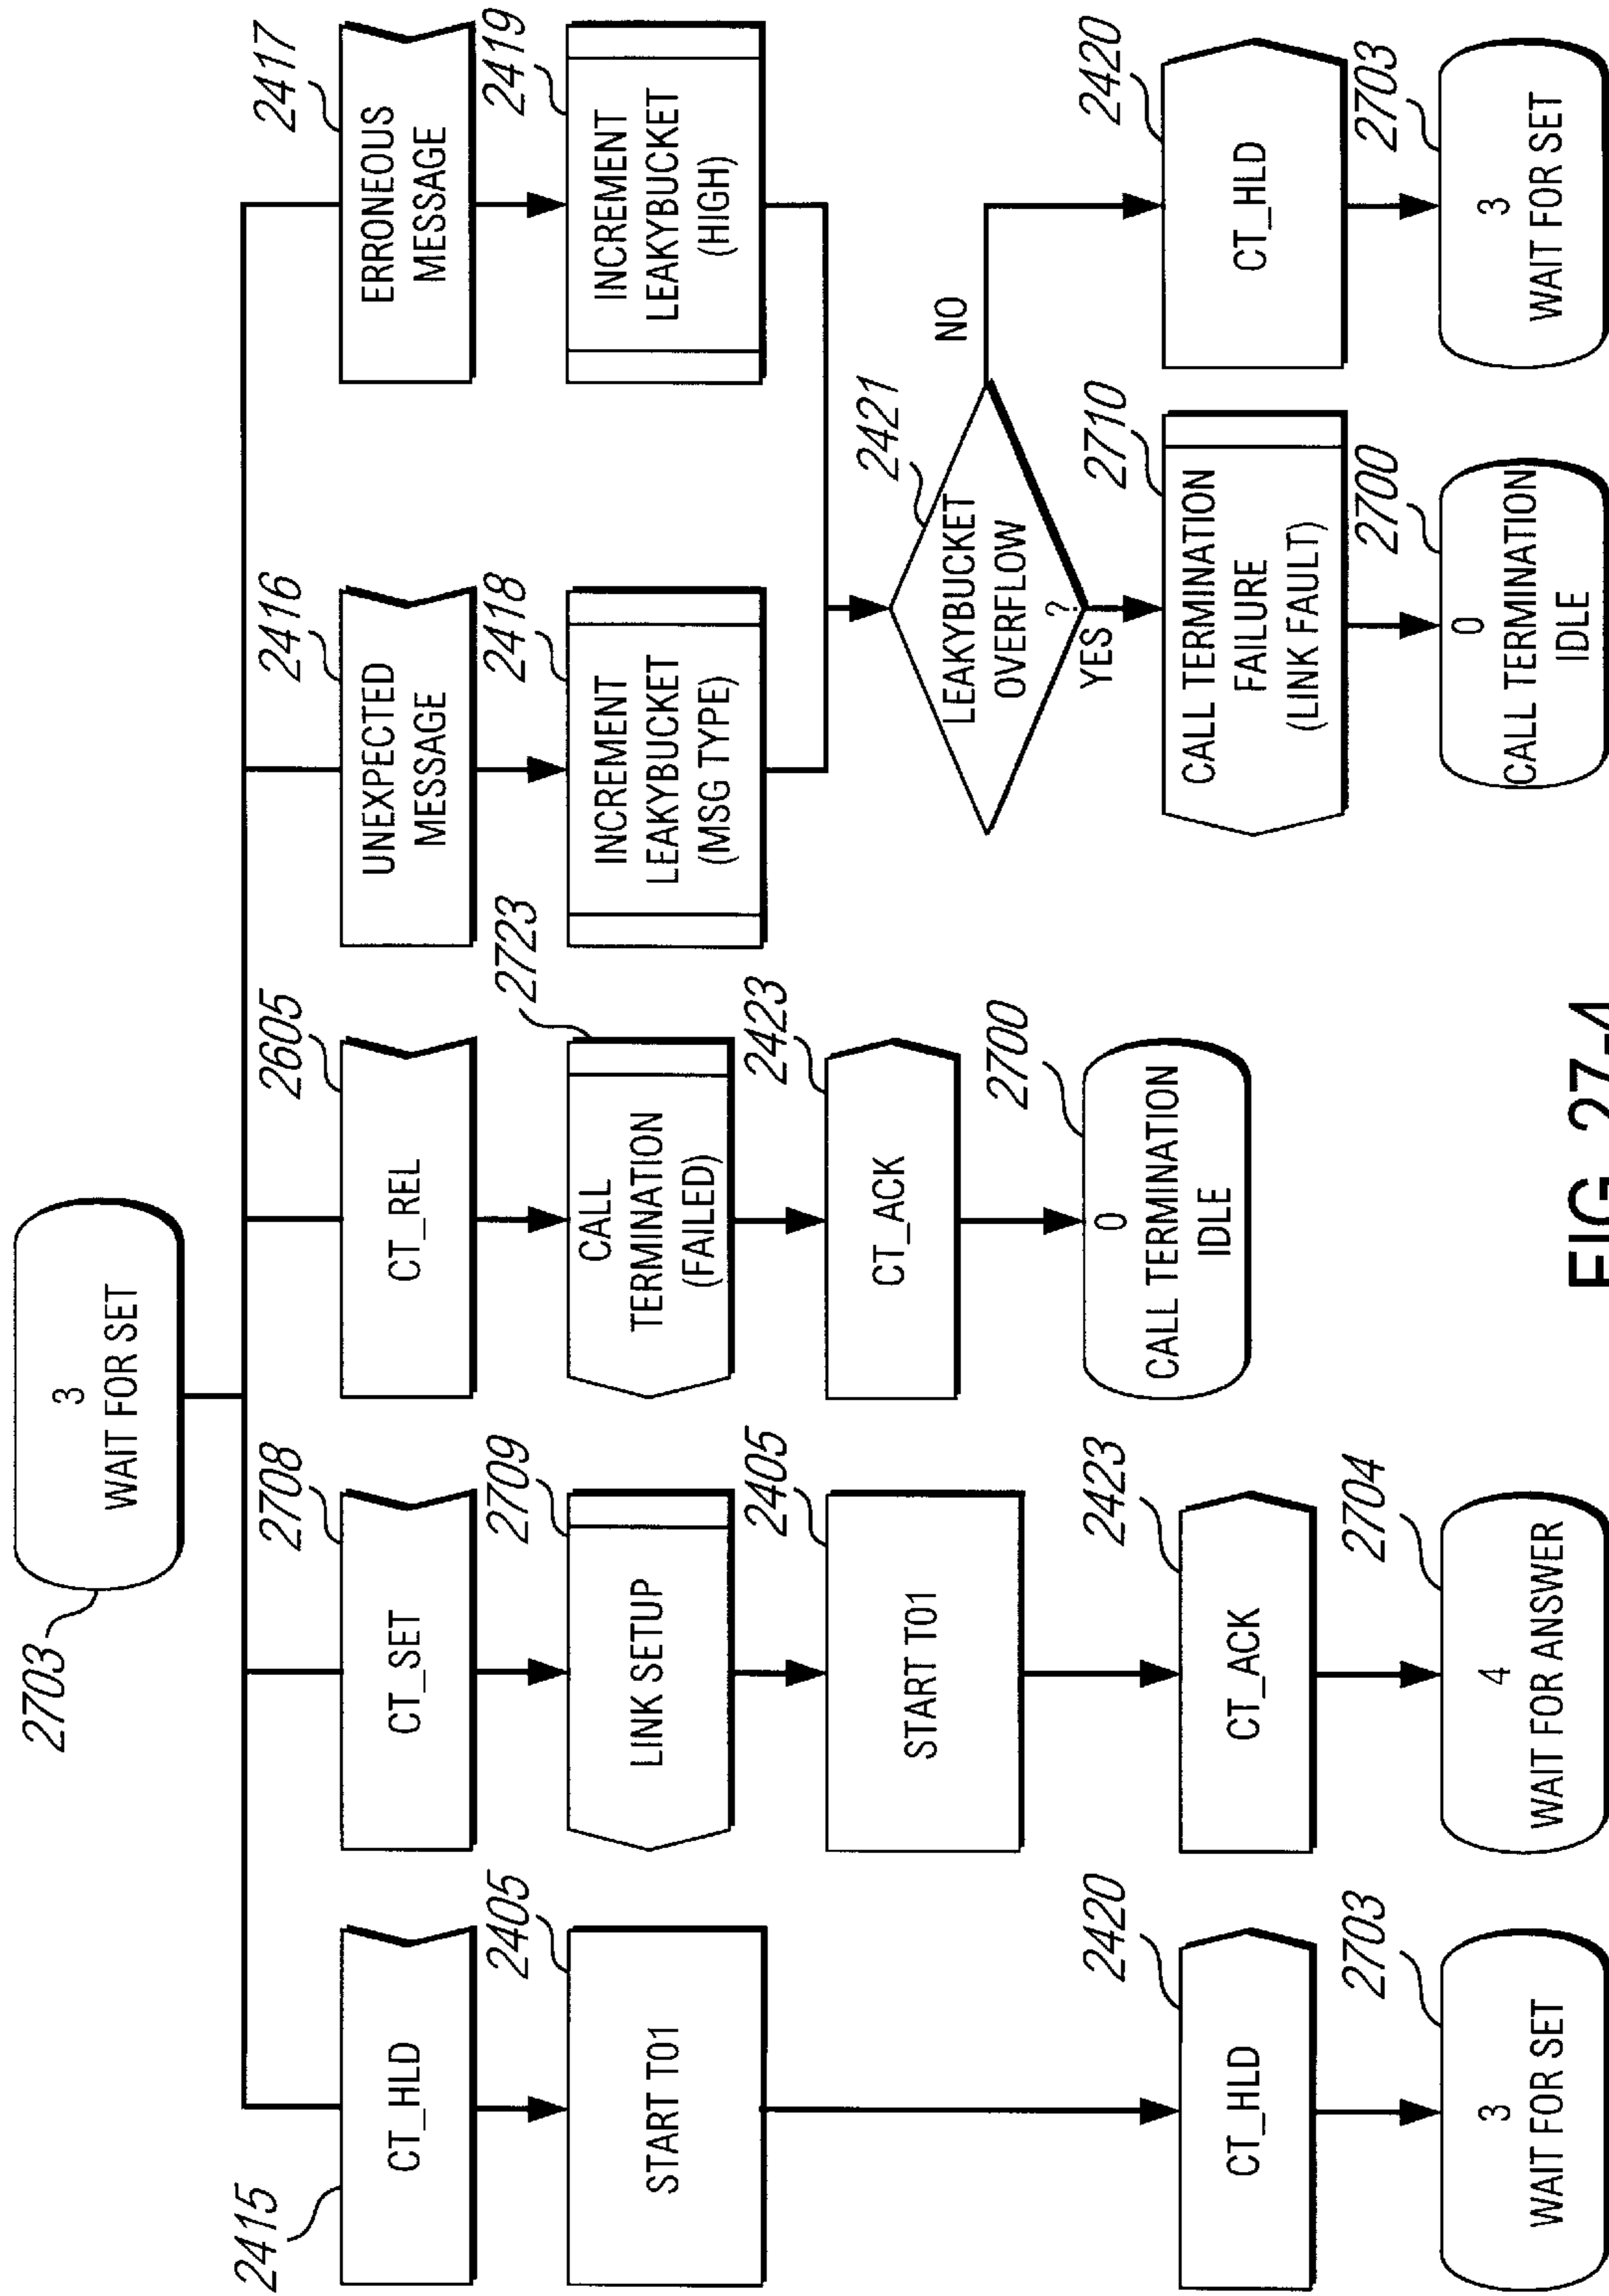 2703
3
WAIT FOR SET
2415
CT_HLD
2405
START T01
2420
CT_HLD
2703
3
WAIT FOR SET
2708
CT_SET
2709
LINK SETUP
2405
START T01
2423
CT_ACK
2704
4
WAIT FOR ANSWER
2605
CT_REL
2723
CALL
TERMINATION
(FAILED)
2423
CT_ACK
2700
0
CALL TERMINATION
IDLE
2416
UNEXPECTED
MESSAGE
2418
INCREMENT
LEAKYBUCKET
(MSG TYPE)
2417
ERRONEOUS
MESSAGE
2419
INCREMENT
LEAKYBUCKET
(HIGH)
2421
LEAKYBUCKET
OVERFLOW
?
YES
NO
2710
CALL TERMINATION
FAILURE
(LINK FAULT)
2700
0
CALL TERMINATION
IDLE
2420
CT_HLD
2703
3
WAIT FOR SET
FIG. 27-4